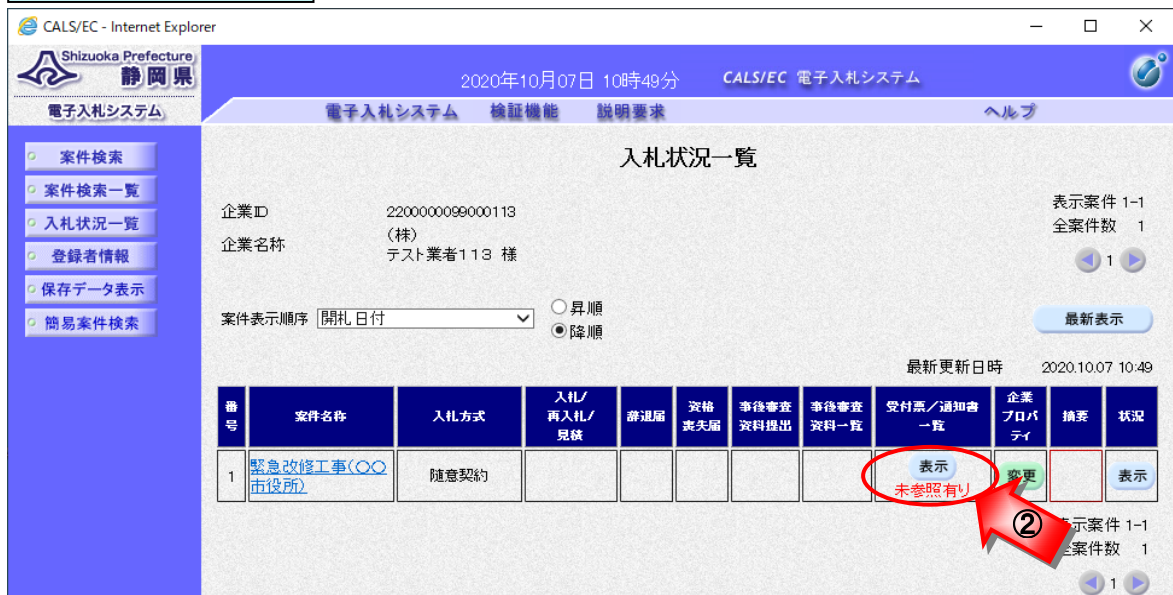 CALS/EC - Internet Explorer
Shizuoka Prefecture
静岡県
2020年10月07日 10時49分 CALS/EC 電子入札システム
電子入札システム
電子入札システム 検証機能 説明要求 ヘルプ
案件検索
案件検索一覧
入札状況一覧
登録者情報
保存データ表示
簡易案件検索
入札状況一覧
企業ID 2200000099000113
企業名称 (株)
テスト業者113 様
表示案件 1-1
全案件数 1
1
案件表示順序 開札日付
昇順
降順
最新表示
最新更新日時 2020.10.07 10:49
番号 案件名称 入札方式 入札/再入札/見積 辞退届 資格喪失届 事後審査資料提出 事後審査資料一覧 受付票/通知書一覧 企業プロパティ 摘要 状況
1 緊急改修工事(〇〇市役所) 随意契約 表示 未参照有り 変更 表示
②
示案件 1-1
全案件数 1
1